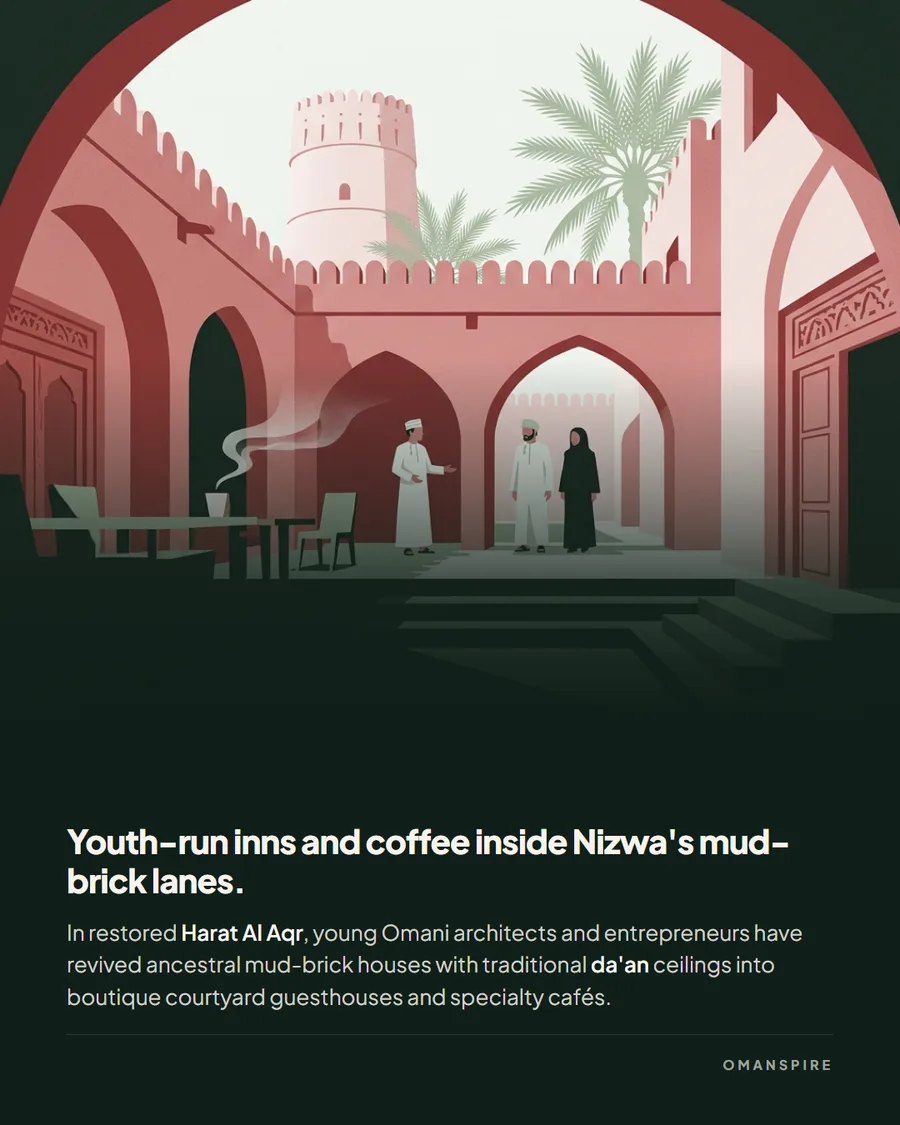 Youth-run inns and coffee inside Nizwa's mud-
brick lanes.
In restored Harat Al Aqr, young Omani architects and entrepreneurs have
revived ancestral mud-brick houses with traditional da'an ceilings into
boutique courtyard guesthouses and specialty cafés.
OMANSPIRE